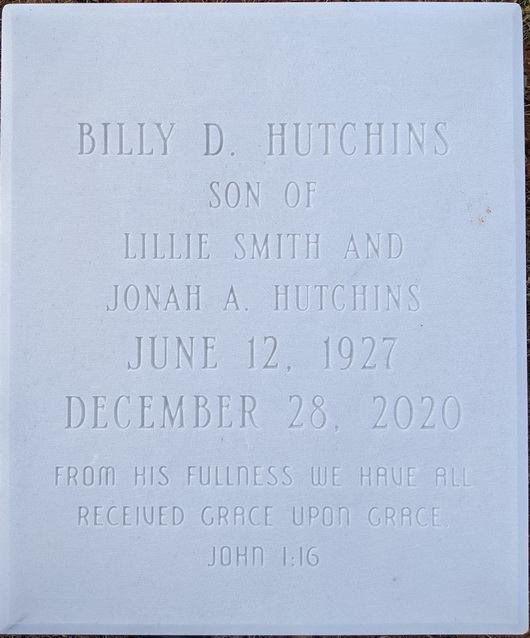 BILLY D. HUTCHINS
SON OF
LILLIE SMITH AND
JONAH A. HUTCHINS
JUNE 12, 1927
DECEMBER 28, 2020
FROM HIS FULLNESS WE HAVE ALL
RECEIVED GRACE UPON GRACE.
JOHN 1:16